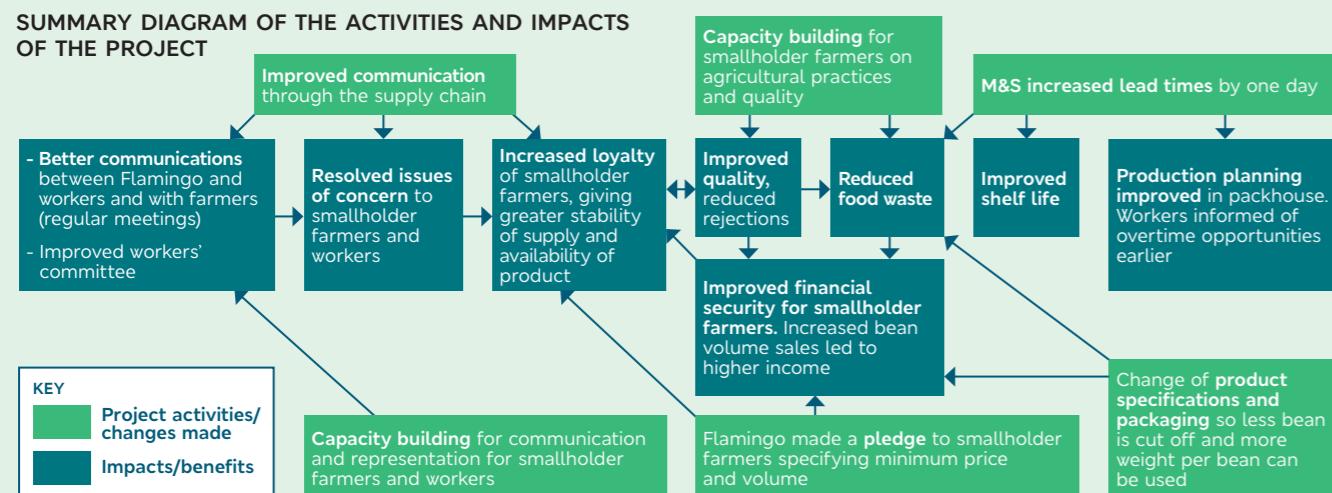 SUMMARY DIAGRAM OF THE ACTIVITIES AND IMPACTS
OF THE PROJECT
Improved communication
through the supply chain
Capacity building for
smallholder farmers on
agricultural practices
and quality
M&S increased lead times by one day
- Better communications
between Flamingo and
workers and with farmers
(regular meetings)
- Improved workers'
committee
Resolved issues
of concern to
smallholder
farmers and
workers
Increased loyalty
of smallholder
farmers, giving
greater stability
of supply and
availability of
product
Improved
quality,
reduced
rejections
Reduced
food waste
Improved
shelf life
Production planning
improved in packhouse.
Workers informed of
overtime opportunities
earlier
Improved financial
security for smallholder
farmers. Increased bean
volume sales led to
higher income
KEY
Project activities/
changes made
Impacts/benefits
Capacity building for communication
and representation for smallholder
farmers and workers
Flamingo made a pledge to smallholder
farmers specifying minimum price
and volume
Change of product
specifications and
packaging so less bean
is cut off and more
weight per bean can
be used